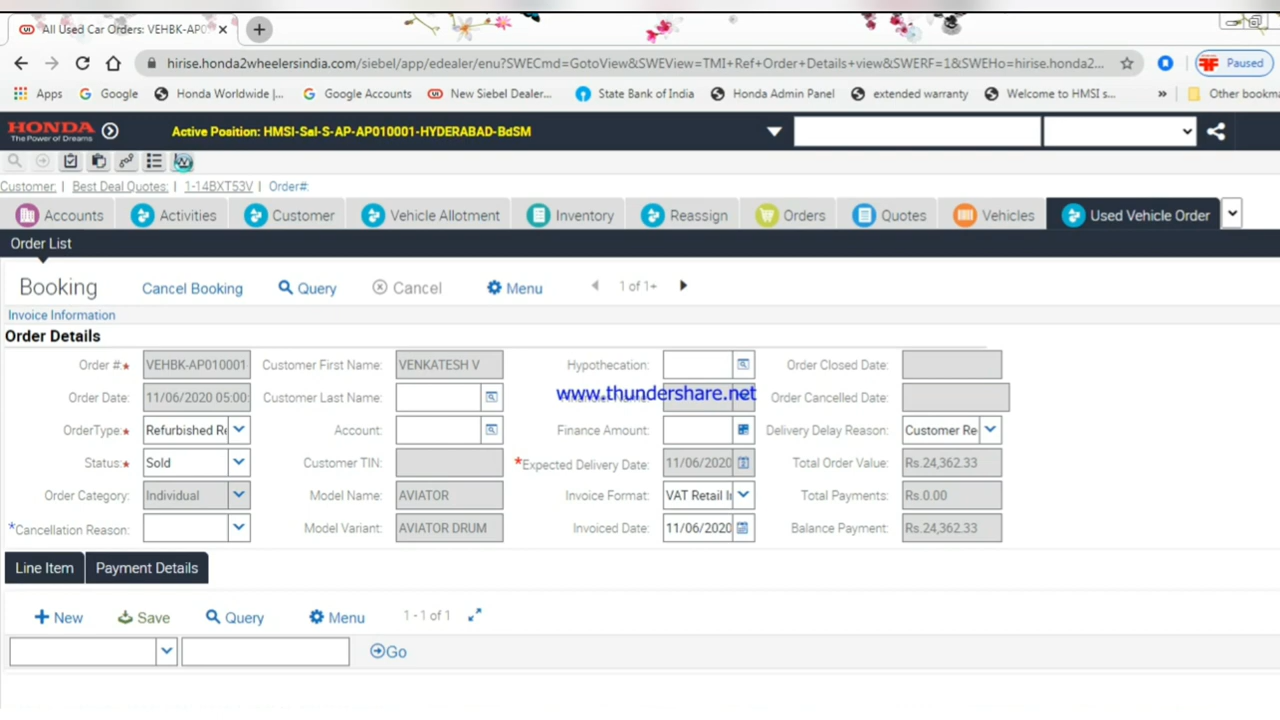 All Used Car Orders: VEHBK-AP0
hirise.honda2wheelersindia.com/siebel/app/edealer/enu?SWECmd=GotoView&SWEView=TMI+Ref+Order+Details+view&SWERF=1&SWEHo=hirise.honda2... Paused
Apps Google Honda Worldwide |... Google Accounts New Siebel Dealer... State Bank of India Honda Admin Panel extended warranty Welcome to HMSI s... » Other bookma
HONDA
The Power of Dreams
Active Position: HMSI-Sal-S-AP-AP010001-HYDERABAD-BdSM
Customer: | Best Deal Quotes: | 1-14BXT53V | Order#:
Accounts Activities Customer Vehicle Allotment Inventory Reassign Orders Quotes Vehicles Used Vehicle Order
Order List
Booking Cancel Booking Query Cancel Menu 1 of 1+
Invoice Information
Order Details
Order #:* VEHBK-AP010001 Customer First Name: VENKATESH V Hypothecation: Order Closed Date:
Order Date: 11/06/2020 05:00: Customer Last Name: Order Cancelled Date:
www.thundershare.net
OrderType:* Refurbished Re Account: Finance Amount: Delivery Delay Reason: Customer Re
Status:* Sold Customer TIN: *Expected Delivery Date: 11/06/2020 Total Order Value: Rs.24,362.33
Order Category: Individual Model Name: AVIATOR Invoice Format: VAT Retail In Total Payments: Rs.0.00
*Cancellation Reason: Model Variant: AVIATOR DRUM Invoiced Date: 11/06/2020 Balance Payment: Rs.24,362.33
Line Item Payment Details
New Save Query Menu 1 - 1 of 1
Go